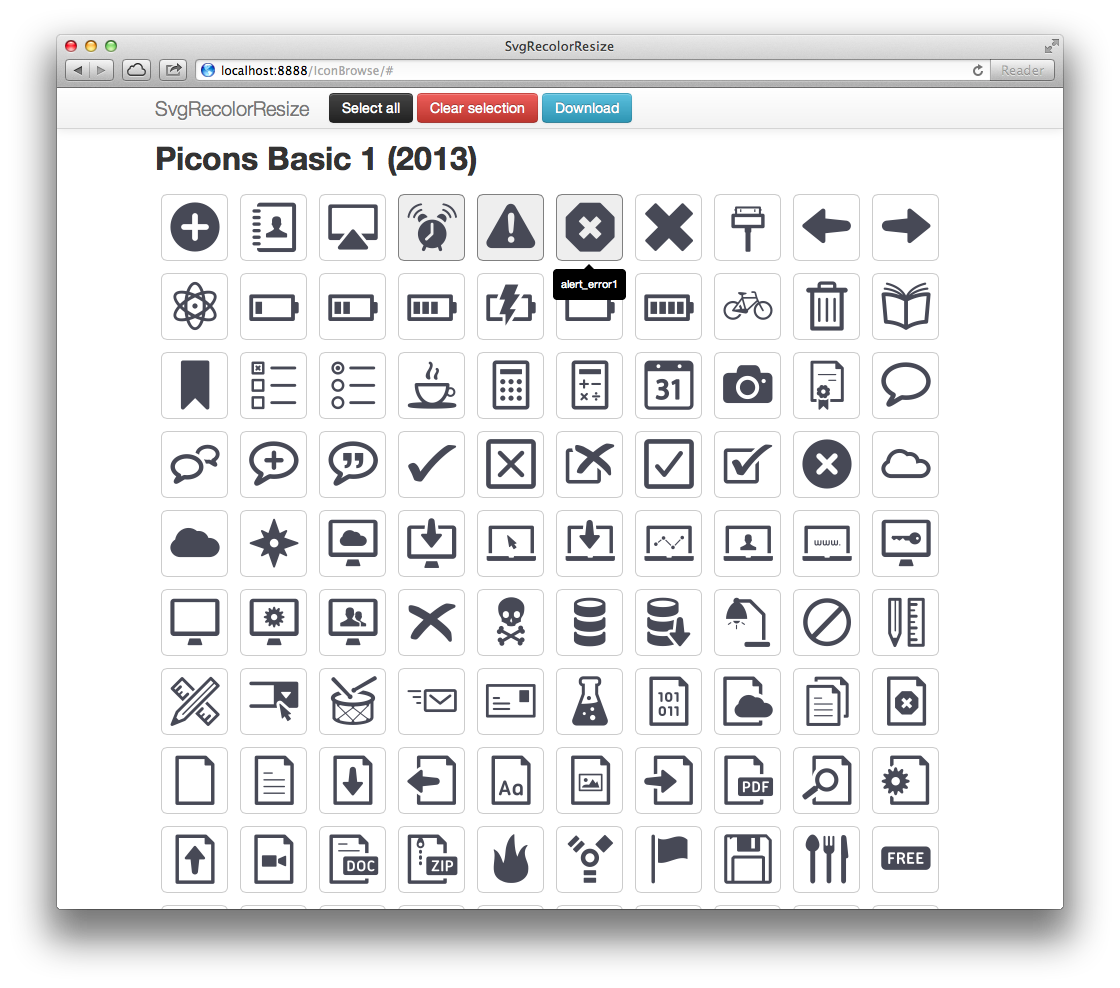 SvgRecolorResize
localhost:8888/IconBrowse/#
Reader
SvgRecolorResize Select all Clear selection Download
Picons Basic 1 (2013)
alert_error1
31
www.
101
011
Aa
PDF
DOC
ZIP
FREE